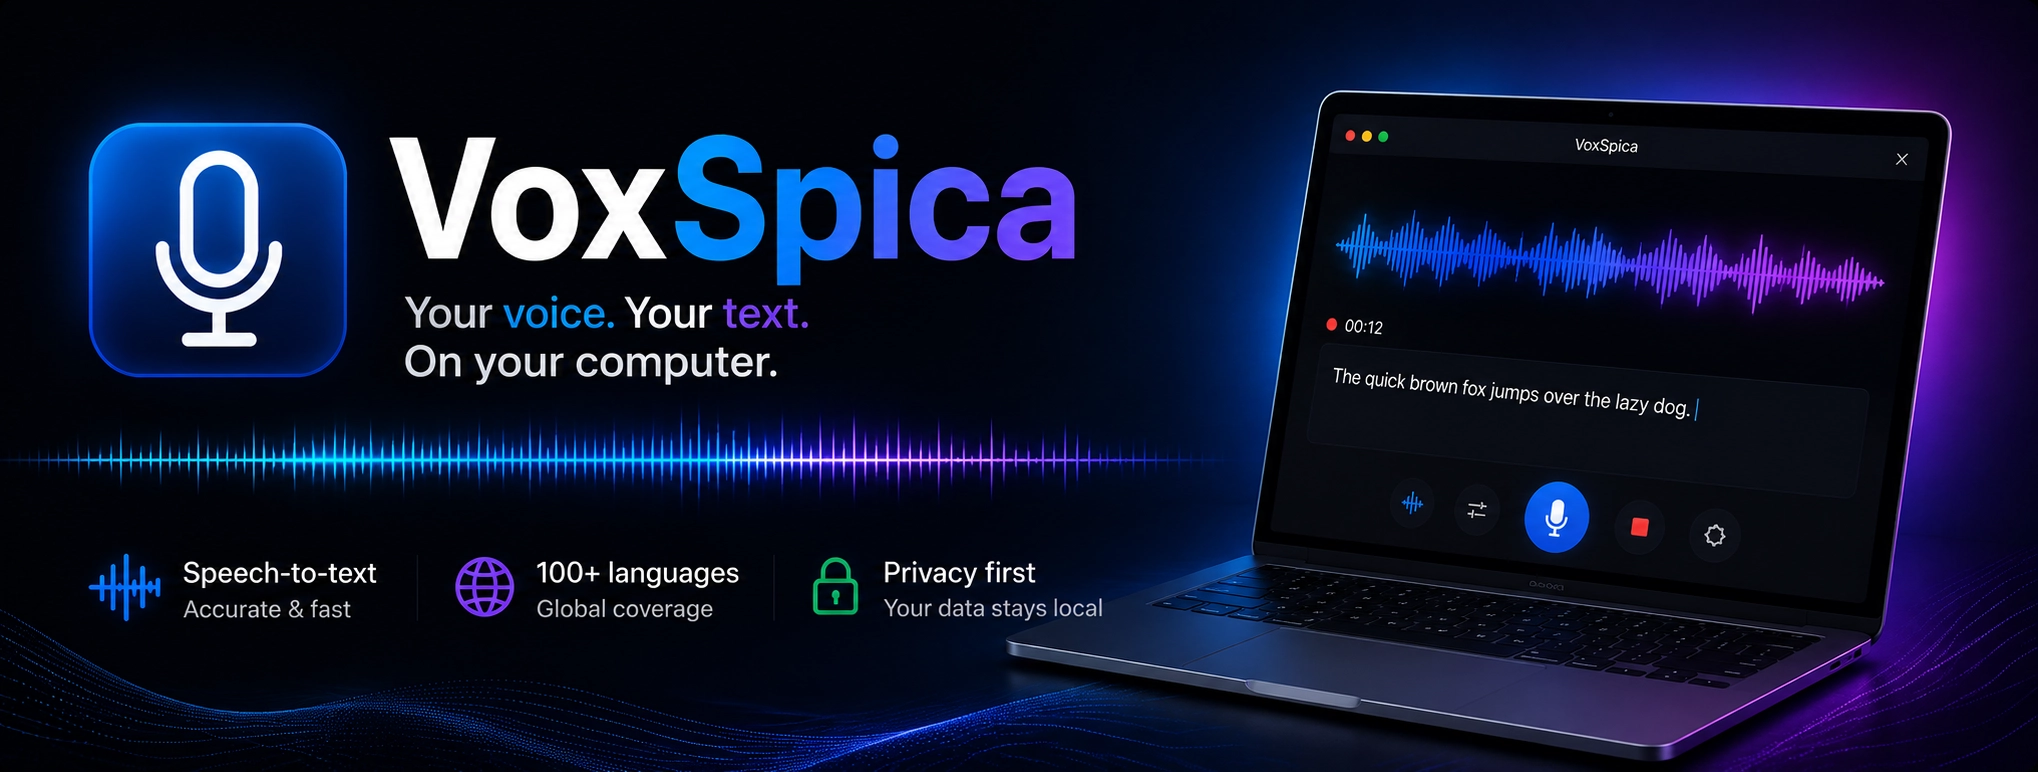 VoxSpica
Your voice. Your text.
On your computer.
Speech-to-text
Accurate & fast
100+ languages
Global coverage
Privacy first
Your data stays local
VoxSpica
00:12
The quick brown fox jumps over the lazy dog.